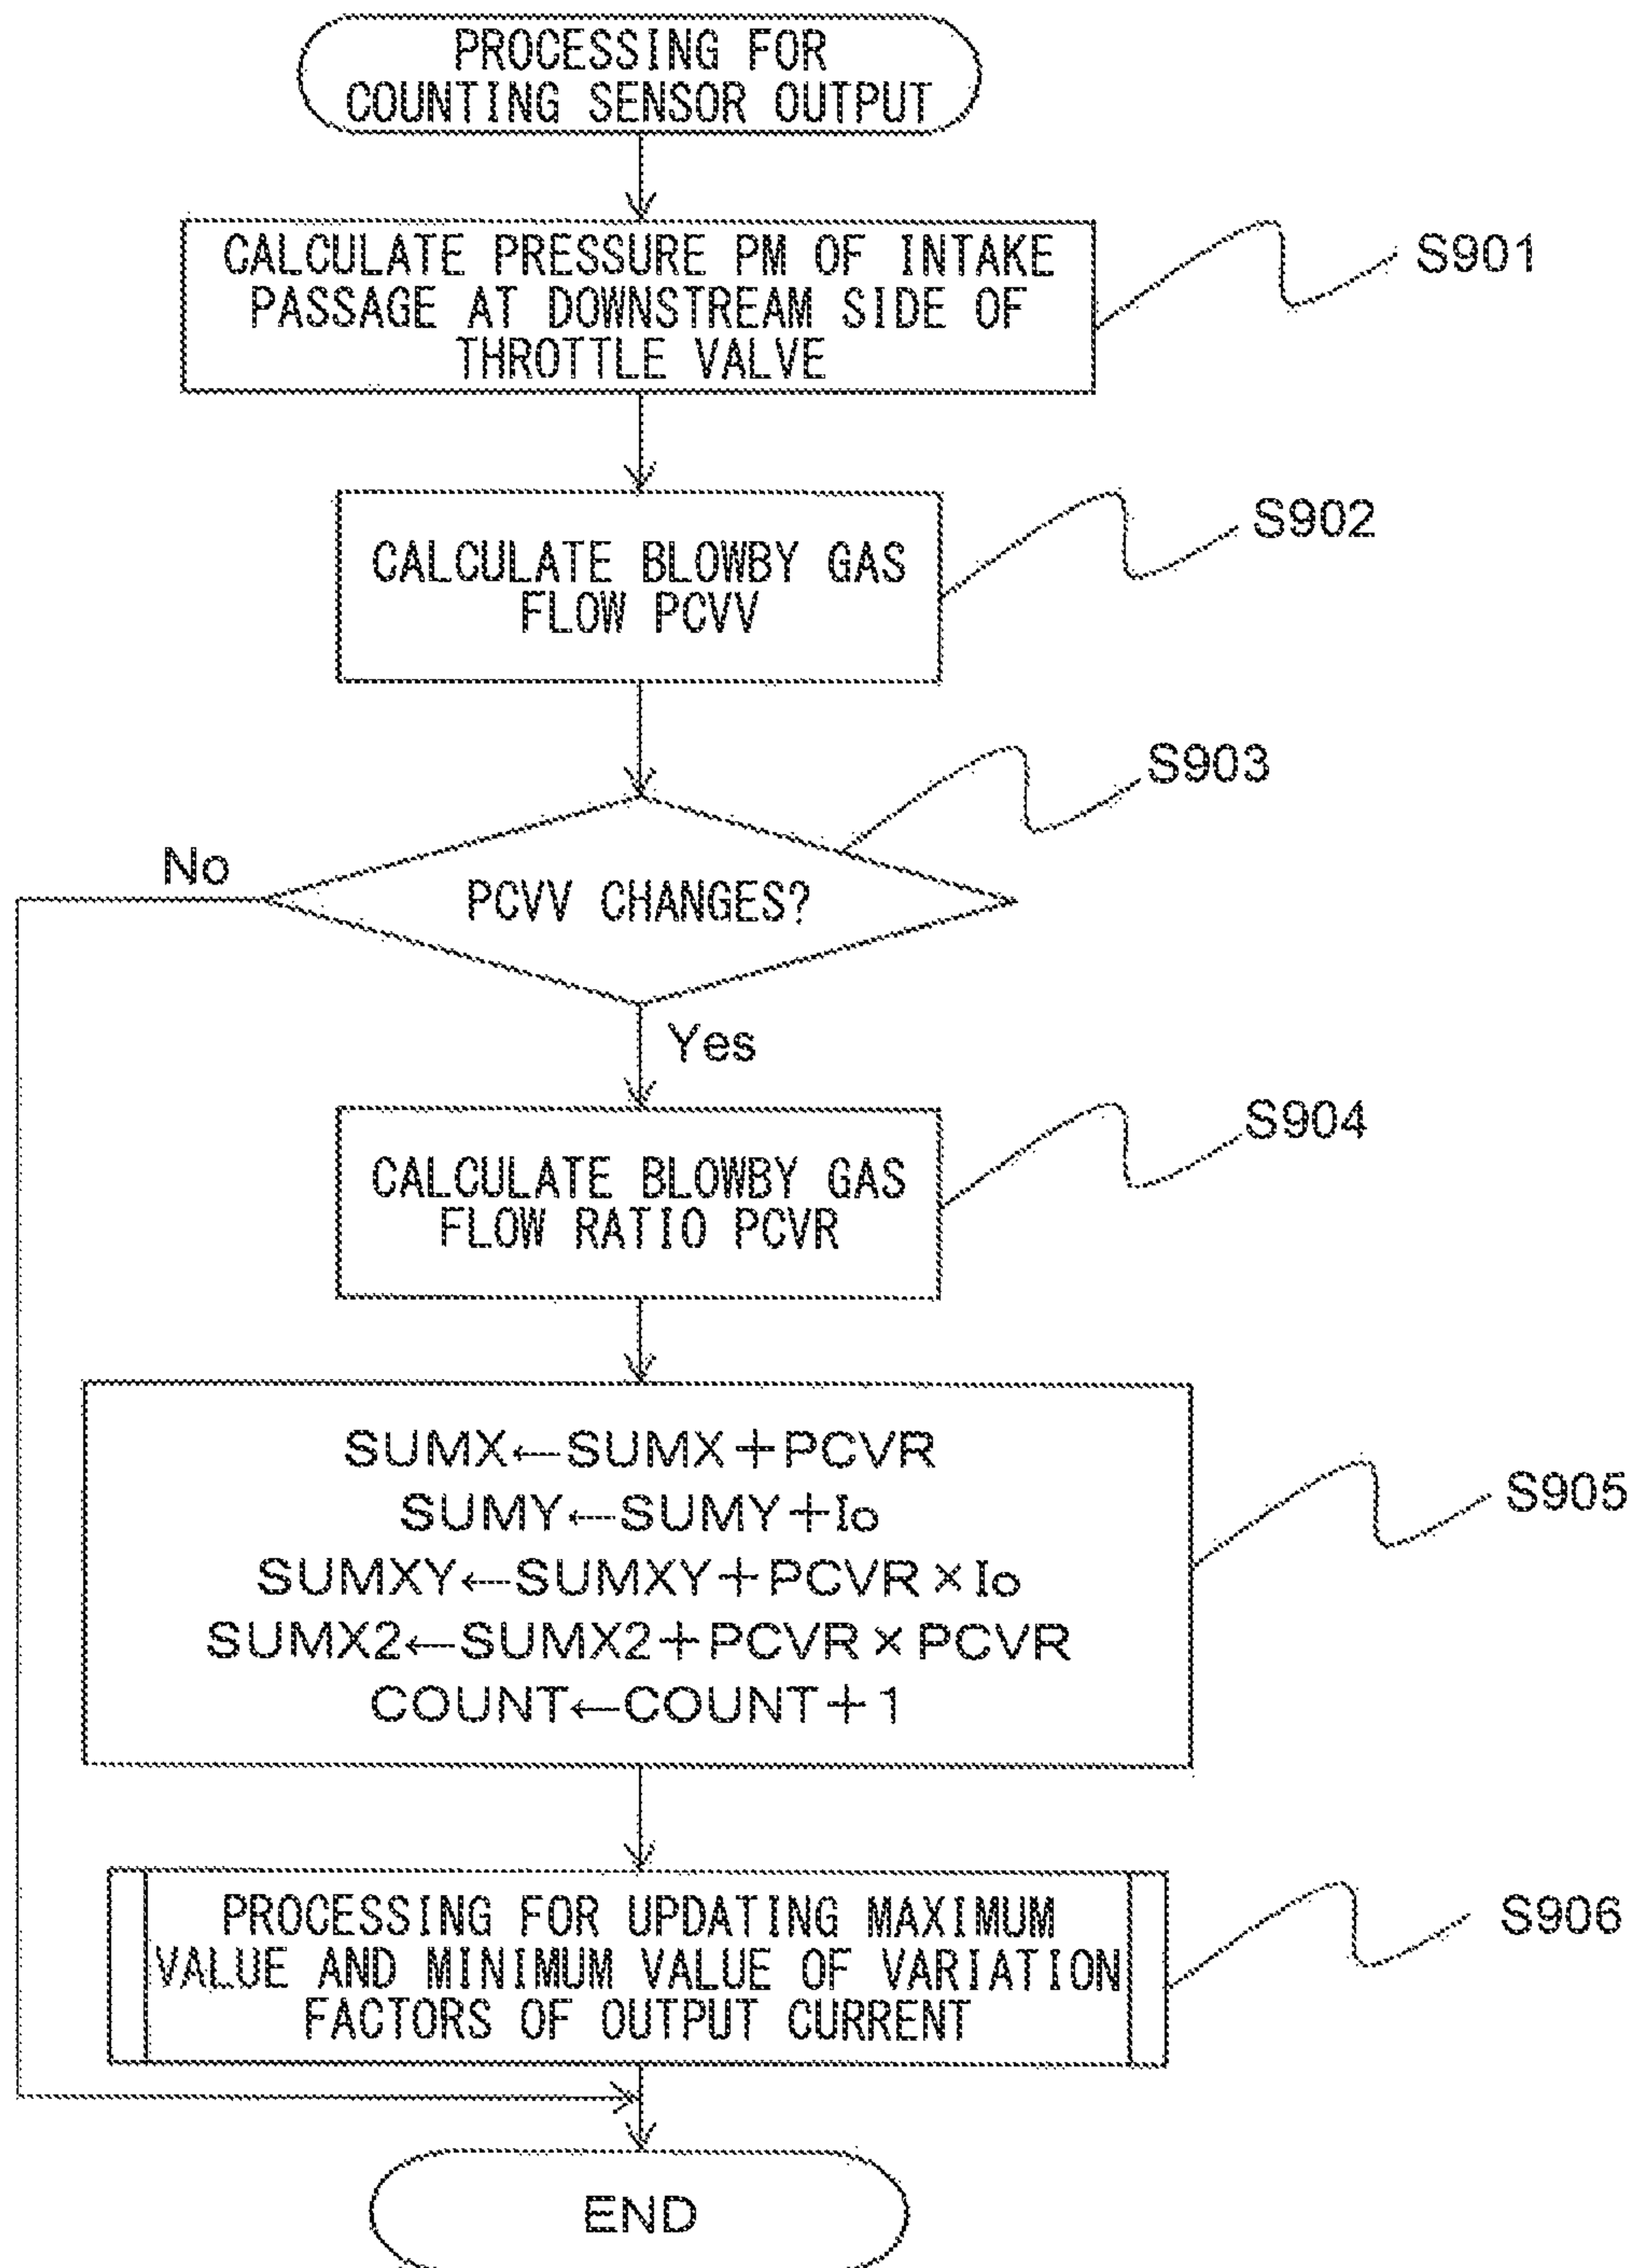 PROCESSING FOR
COUNTING SENSOR OUTPUT
CALCULATE PRESSURE PM OF INTAKE
PASSAGE AT DOWNSTREAM SIDE OF
THROTTLE VALVE
S901
CALCULATE BLOWBY GAS
FLOW PCVV
S902
PCVV CHANGES?
S903
No
Yes
CALCULATE BLOWBY GAS
FLOW RATIO PCVR
S904
SUMX←SUMX+PCVR
SUMY←SUMY+Io
SUMXY←SUMXY+PCVR×Io
SUMX2←SUMX2+PCVR×PCVR
COUNT←COUNT+1
S905
PROCESSING FOR UPDATING MAXIMUM
VALUE AND MINIMUM VALUE OF VARIATION
FACTORS OF OUTPUT CURRENT
S906
END